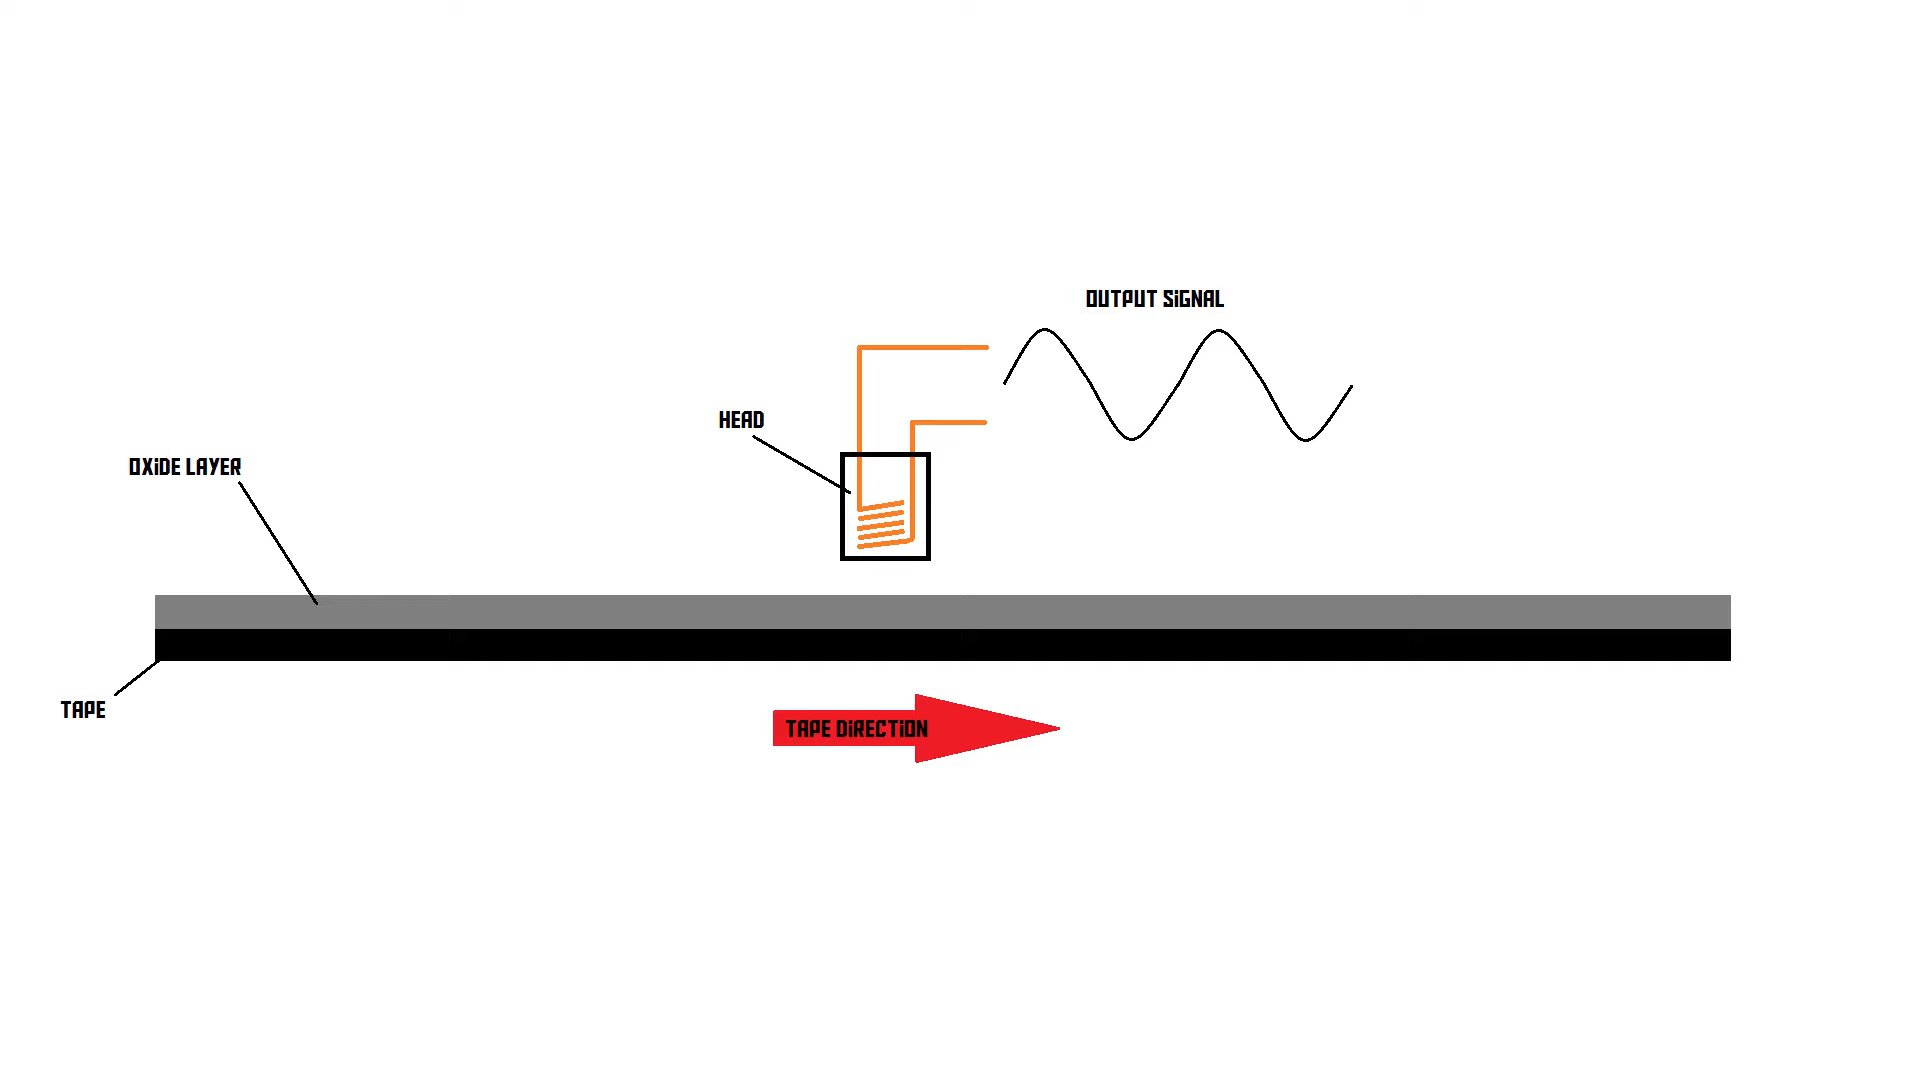 OUTPUT SiGNAL
HEAD
OXiDE LAYER
TAPE
TAPE DiRECTiON